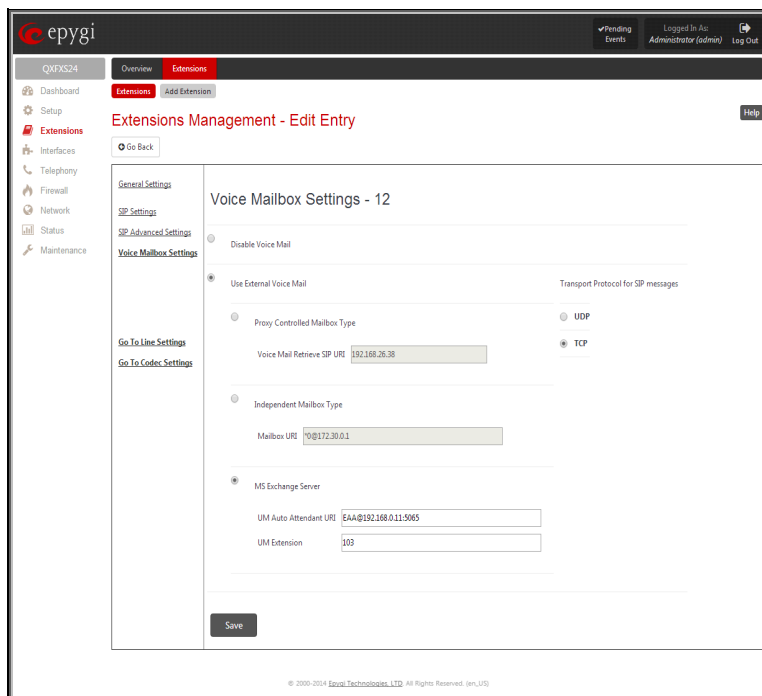 epygi
✔Pending
Events
Logged In As:
Administrator (admin)
Log Out
QXFXS24
Overview
Extensions
Dashboard
Setup
Extensions
Interfaces
Telephony
Firewall
Network
Status
Maintenance
Extensions
Add Extension
Extensions Management - Edit Entry
Help
Go Back
General Settings
SIP Settings
SIP Advanced Settings
Voice Mailbox Settings
Go To Line Settings
Go To Codec Settings
Voice Mailbox Settings - 12
Disable Voice Mail
Use External Voice Mail
Transport Protocol for SIP messages
Proxy Controlled Mailbox Type
UDP
TCP
Voice Mail Retrieve SIP URI 192.168.26.38
Independent Mailbox Type
Mailbox URI *0@172.30.0.1
MS Exchange Server
UM Auto Attendant URI EAA@192.168.0.11:5065
UM Extension 103
Save
© 2000-2014 Epygi Technologies, LTD. All Rights Reserved. (en_US)